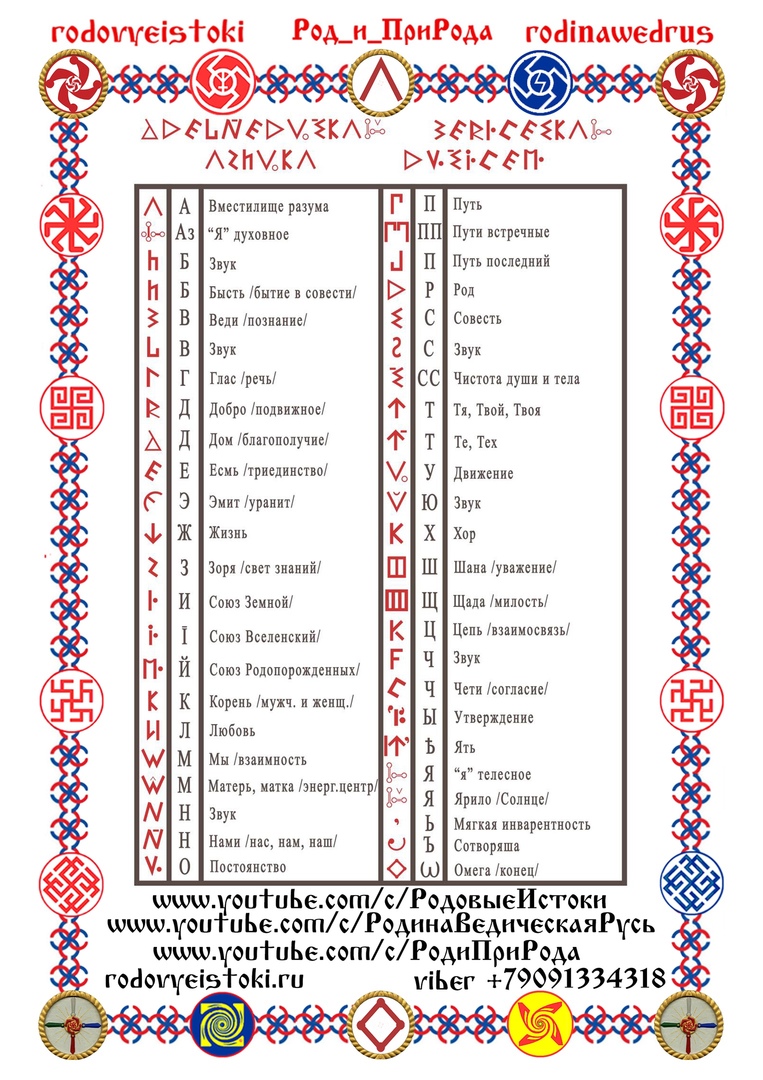 rodovyeistoki Род_и_ПриРода rodinawedrus
А Вместилище разума
Аз “Я” духовное
Б Звук
Б Бысть /бытие в совести/
В Веди /познание/
В Звук
Г Глас /речь/
Д Добро /подвижное/
Д Дом /благополучие/
Е Есмь /триединство/
Э Эмит /уранит/
Ж Жизнь
З Зоря /свет знаний/
И Союз Земной/
Ї Союз Вселенский/
Й Союз Родопорожденных/
К Корень /мужч. и женщ./
Л Любовь
М Мы /взаимность
М Матерь, матка /энерг.центр/
Н Звук
Н Нами /нас, нам, наш/
О Постоянство
П Путь
ПП Пути встречные
П Путь последний
Р Род
С Совесть
С Звук
СС Чистота души и тела
Т Тя, Твой, Твоя
Т Те, Тех
У Движение
Ю Звук
Х Хор
Ш Шана /уважение/
Щ Щада /милость/
Ц Цепь /взаимосвязь/
Ч Звук
Ч Чети /согласие/
Ы Утверждение
ѣ Ять
Я “я” телесное
Я Ярило /Солнце/
Ь Мягкая инварентность
Ъ Сотворяша
Ѡ Омега /конец/
www.youtube.com/c/РодовыеИстоки
www.youtube.com/c/РодинаВедическаяРусь
www.youtube.com/c/РодиПриРода
rodovyeistoki.ru viber +79091334318